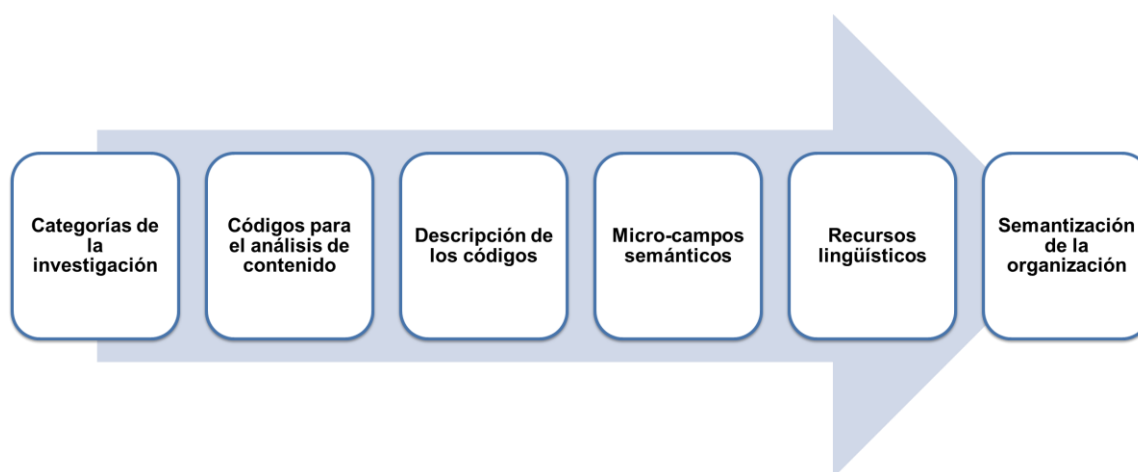 Categorías de
la
investigación
Códigos para
el análisis de
contenido
Descripción de
los códigos
Micro-campos
semánticos
Recursos
lingüísticos
Semantización
de la
organización